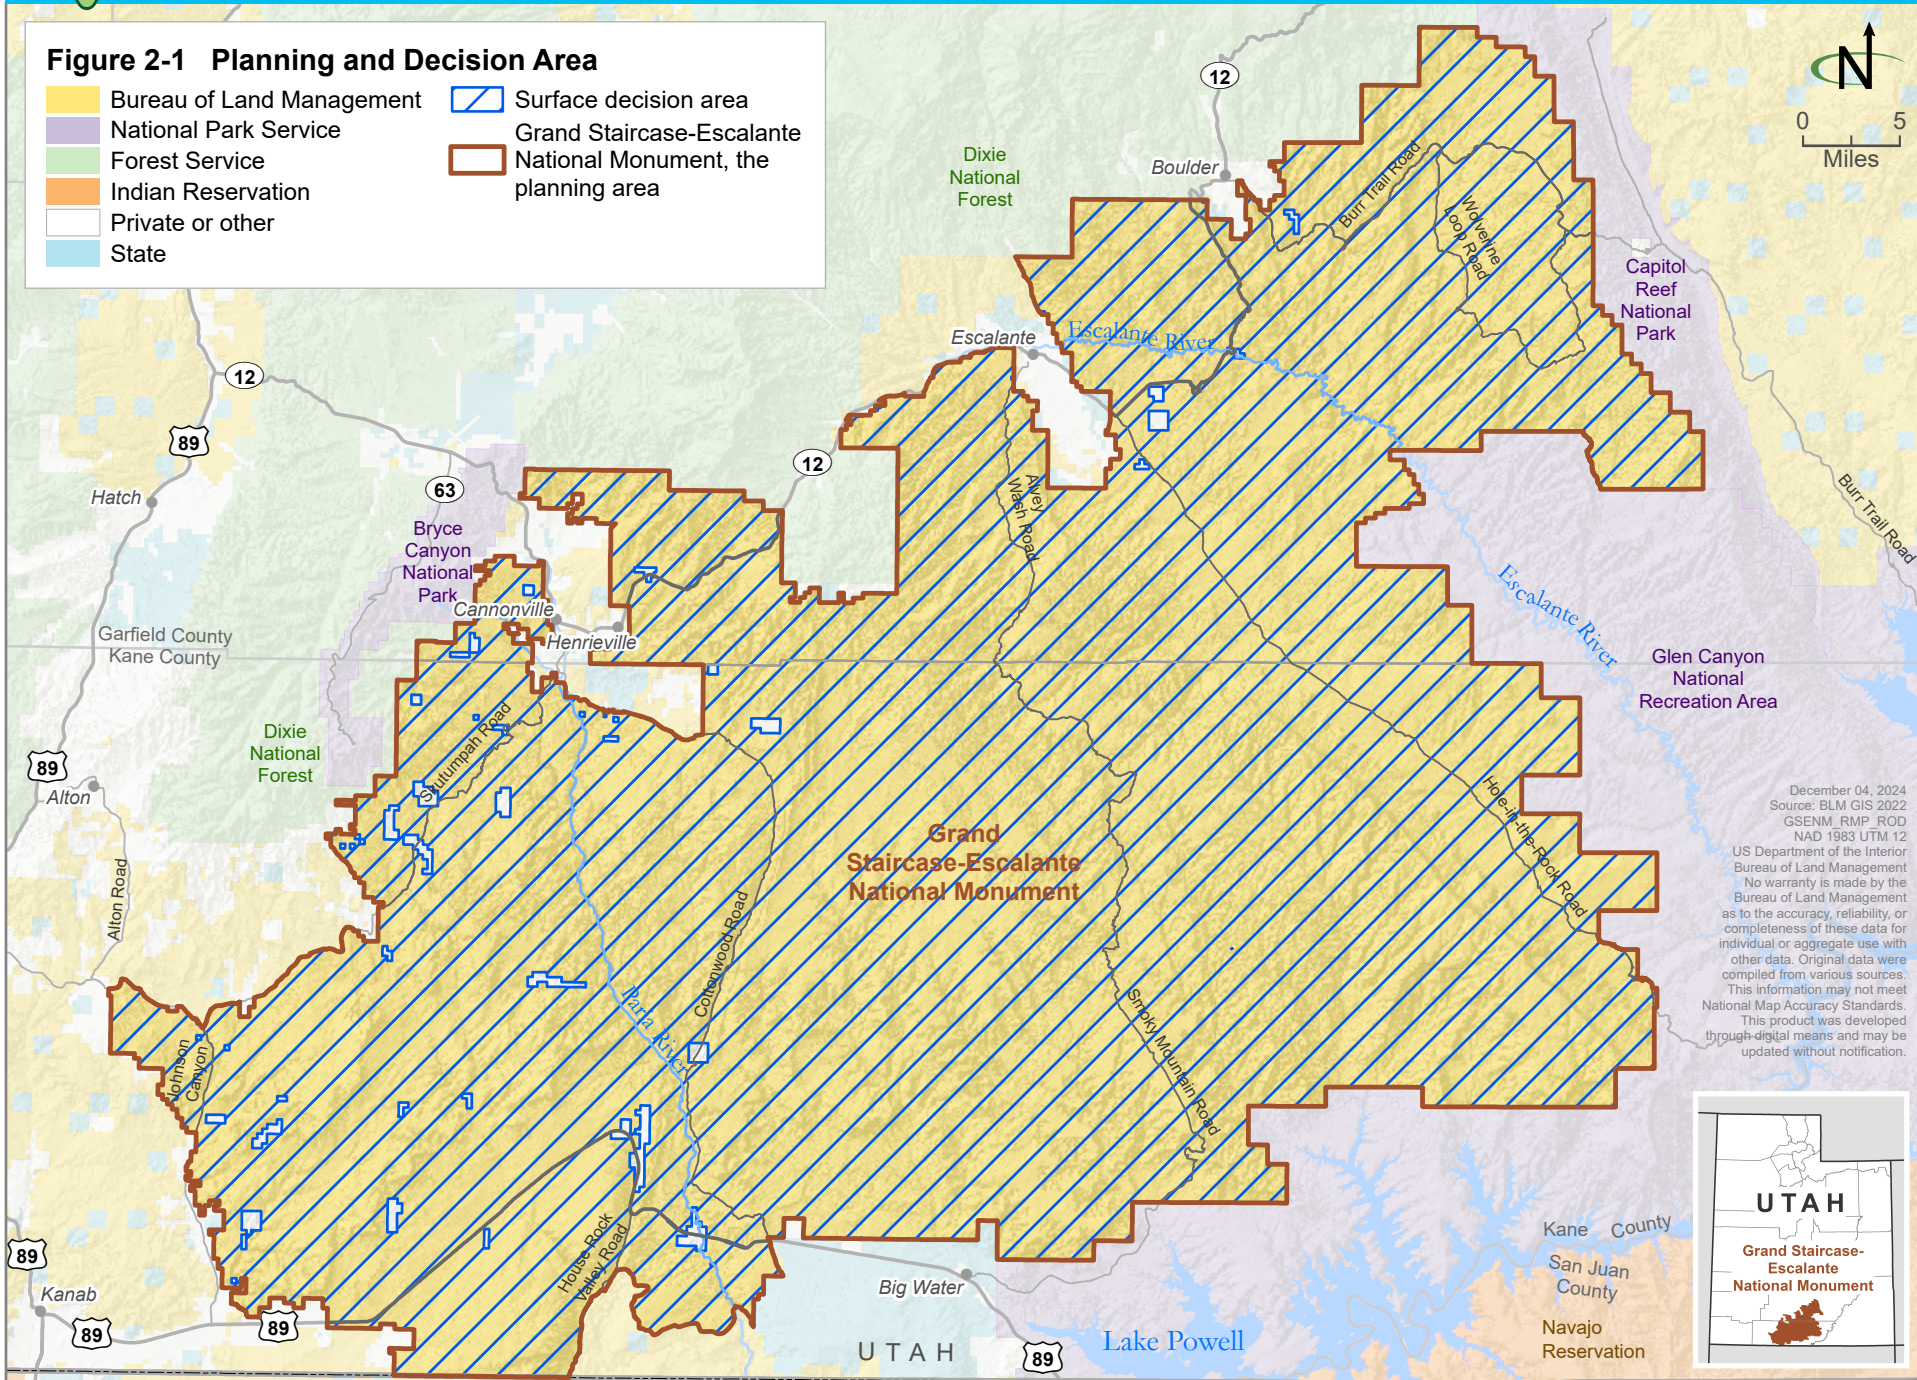 Figure 2-1 Planning and Decision Area
Bureau of Land Management
National Park Service
Forest Service
Indian Reservation
Private or other
State
Surface decision area
Grand Staircase-Escalante
National Monument, the
planning area
N
0 5
Miles
12
Boulder
Dixie
National
Forest
Burr Trail Road
Wolverine
Loop Road
Capitol
Reef
National
Park
Escalante
Escalante River
12
89
Hatch
63
12
Bryce
Canyon
National
Park
Alvey
Wash Road
Burr Trail Road
Cannonville
Henrieville
Garfield County
Kane County
Escalante River
Glen Canyon
National
Recreation Area
Dixie
National
Forest
Skutumpah Road
89
Alton
Alton Road
Grand
Staircase-Escalante
National Monument
Hole-in-the-Rock Road
Cottonwood Road
Paria River
Smoky Mountain Road
Johnson
Canyon
December 04, 2024
Source: BLM GIS 2022
GSENM_RMP_ROD
NAD 1983 UTM 12
US Department of the Interior
Bureau of Land Management
No warranty is made by the
Bureau of Land Management
as to the accuracy, reliability, or
completeness of these data for
individual or aggregate use with
other data. Original data were
compiled from various sources.
This information may not meet
National Map Accuracy Standards.
This product was developed
through digital means and may be
updated without notification.
House Rock
Valley Road
89
Kanab
89
89
Big Water
UTAH
89
Lake Powell
Kane County
San Juan
County
Navajo
Reservation
UTAH
Grand Staircase-
Escalante
National Monument